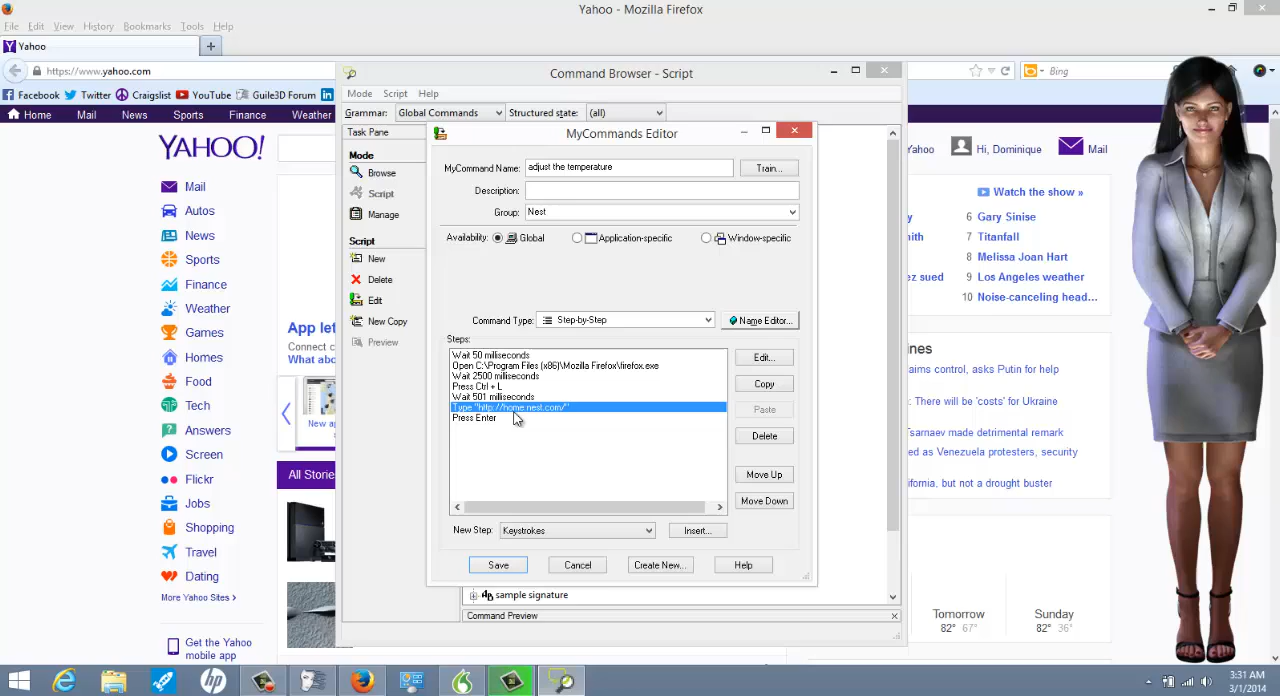 Yahoo - Mozilla Firefox
File Edit View History Bookmarks Tools Help
Yahoo
https://www.yahoo.com
Bing
Facebook Twitter Craigslist YouTube Guile3D Forum
Home Mail News Sports Finance Weather
YAHOO!
Mail
Autos
News
Sports
Finance
Weather
Games
Homes
Food
Tech
Answers
Screen
Flickr
Jobs
Shopping
Travel
Dating
More Yahoo Sites >
Get the Yahoo
mobile app
App let
Connect c
What abo
New ap
All Storie
Command Browser - Script
Mode Script Help
Grammar: Global Commands Structured state: (all)
Task Pane
Mode
Browse
Script
Manage
Script
New
Delete
Edit
New Copy
Preview
MyCommands Editor
MyCommand Name: adjust the temperature Train...
Description:
Group: Nest
Availability: Global Application-specific Window-specific
Command Type: Step-by-Step Name Editor...
Steps:
Wait 50 milliseconds
Open C:\Program Files (x86)\Mozilla Firefox\firefox.exe
Wait 2500 milliseconds
Press Ctrl + L
Wait 501 milliseconds
Type "http://home.nest.com/"
Press Enter
Edit...
Copy
Paste
Delete
Move Up
Move Down
New Step: Keystrokes Insert...
Save Cancel Create New... Help
sample signature
Command Preview
Yahoo Hi, Dominique Mail
Watch the show »
6 Gary Sinise
7 Titanfall
8 Melissa Joan Hart
9 Los Angeles weather
10 Noise-canceling head...
y
ith
ez sued
ines
aims control, asks Putin for help
. There will be 'costs' for Ukraine
Tsarnaev made detrimental remark
ed as Venezuela protesters, security
ifornia, but not a drought buster
Tomorrow Sunday
82° 67° 82° 36°
3:31 AM
3/1/2014